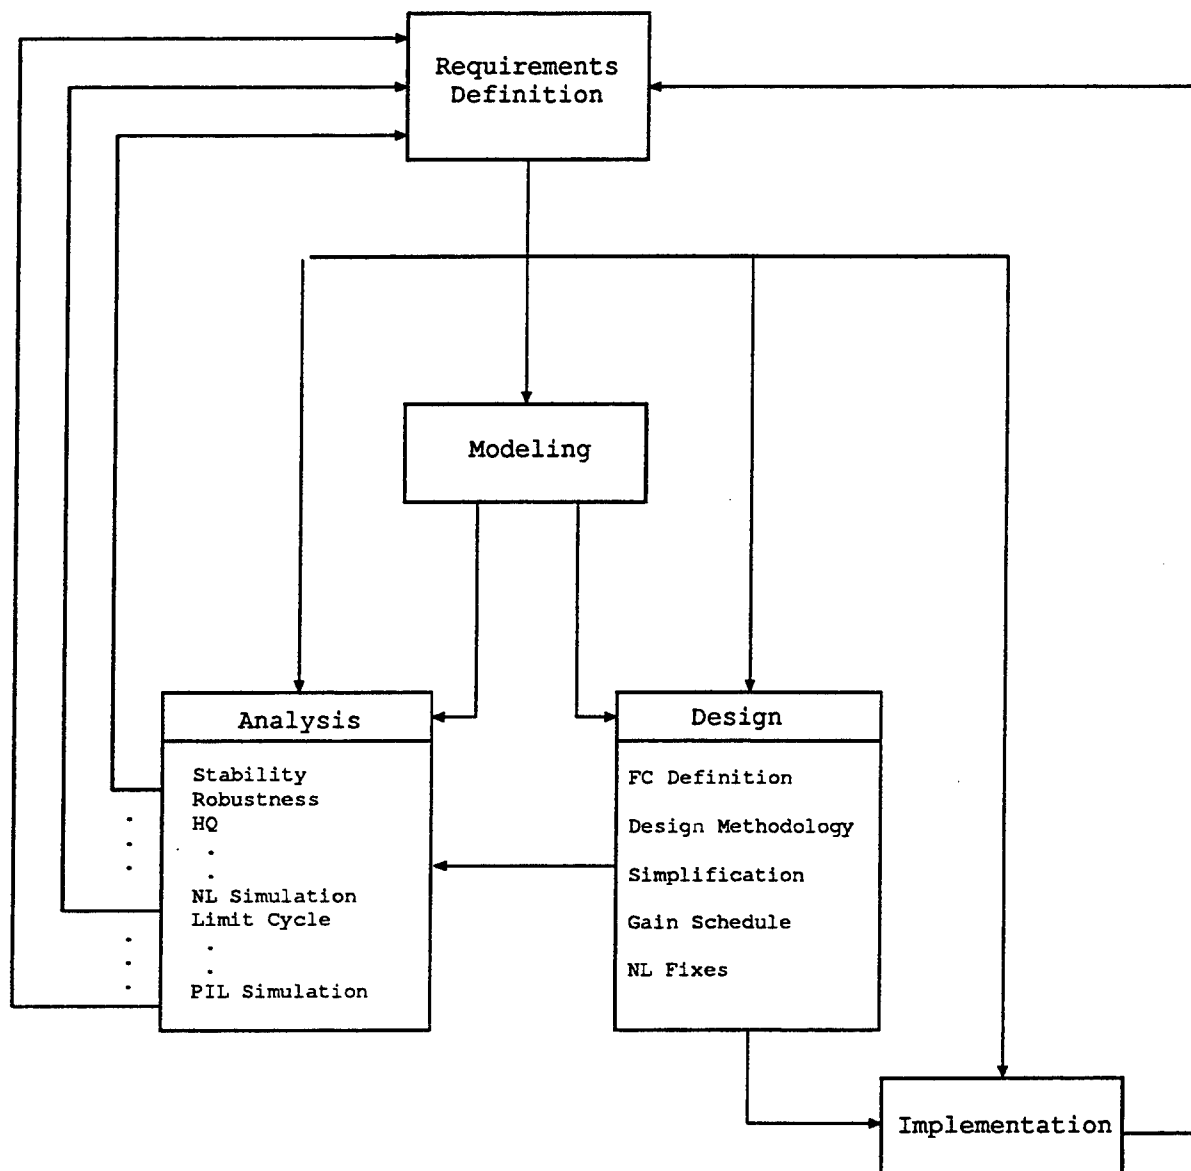 Requirements
Definition
Modeling
Analysis
Stability
Robustness
HQ
.
.
NL Simulation
Limit Cycle
.
.
PIL Simulation
Design
FC Definition
Design Methodology
Simplification
Gain Schedule
NL Fixes
Implementation